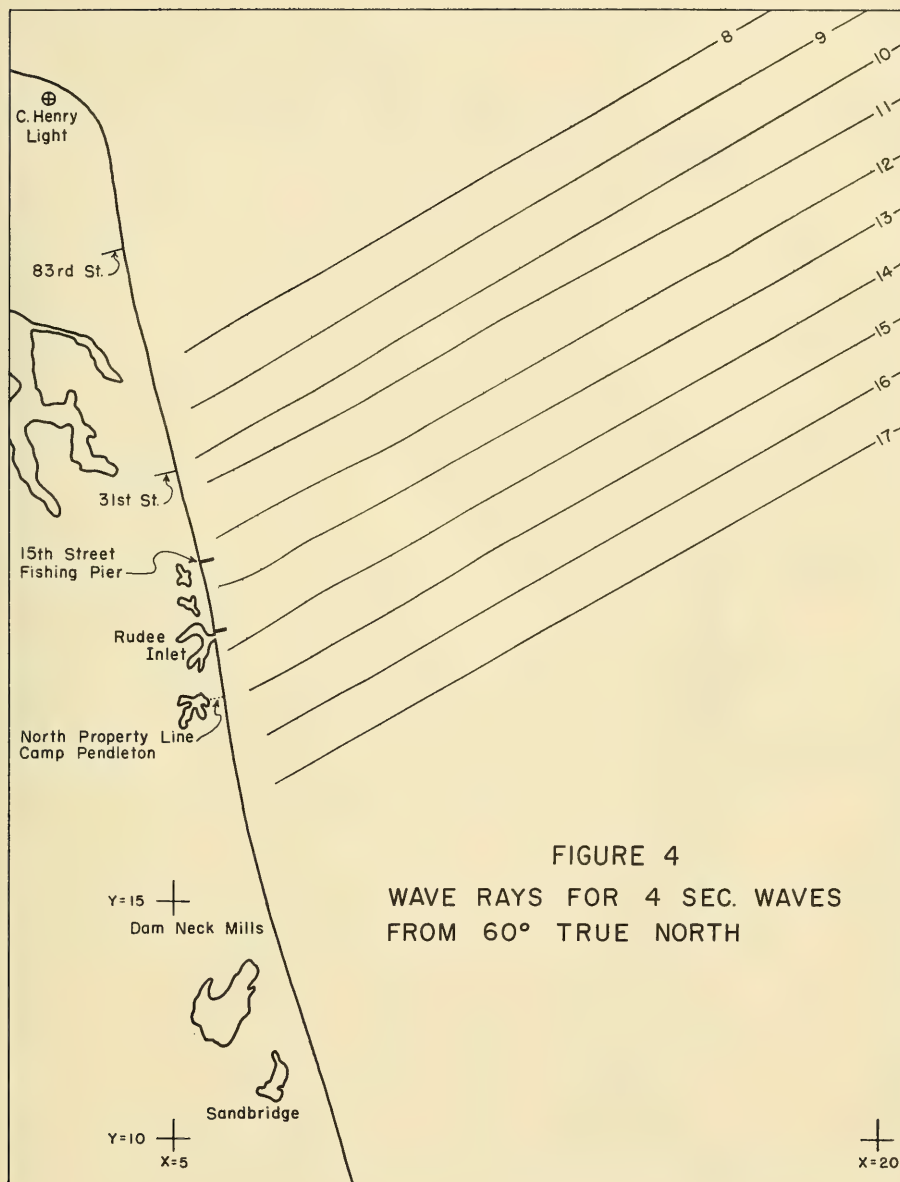 8
9
10
11
12
13
14
15
16
17
C. Henry
Light
83rd St.
31st St.
15th Street
Fishing Pier
Rudee
Inlet
North Property Line
Camp Pendleton
FIGURE 4
WAVE RAYS FOR 4 SEC. WAVES
FROM 60° TRUE NORTH
Y=15
Dam Neck Mills
Sandbridge
Y=10
X=5
X=20